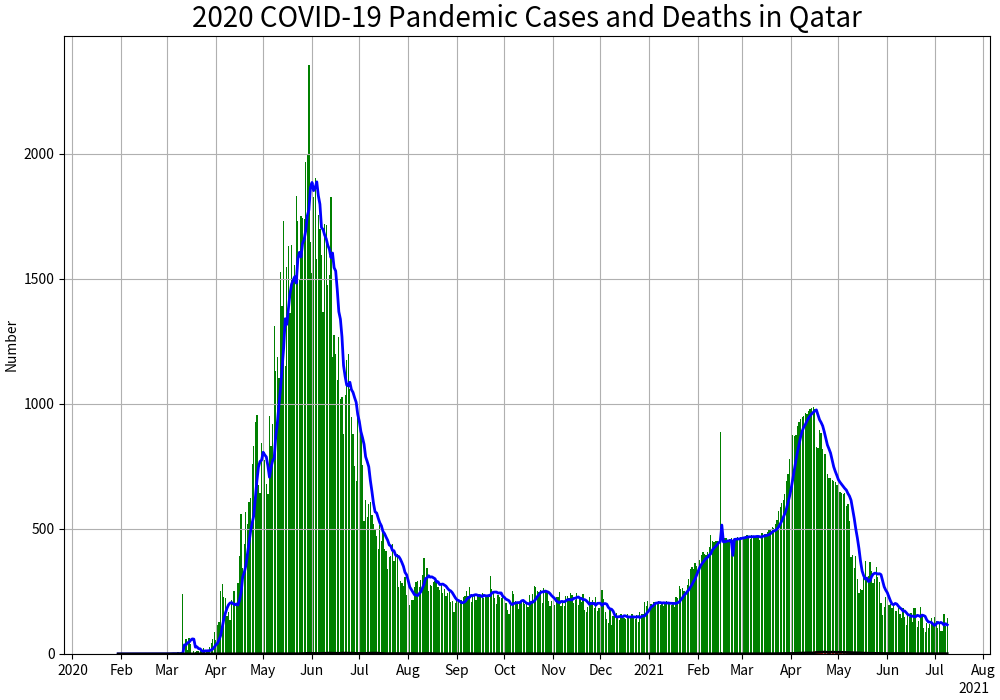 2020 COVID-19 Pandemic Cases and Deaths in Qatar
Number
2000
1500
1000
500
0
2020 Feb Mar Apr May Jun Jul Aug Sep Oct Nov Dec 2021 Feb Mar Apr May Jun Jul Aug
2021